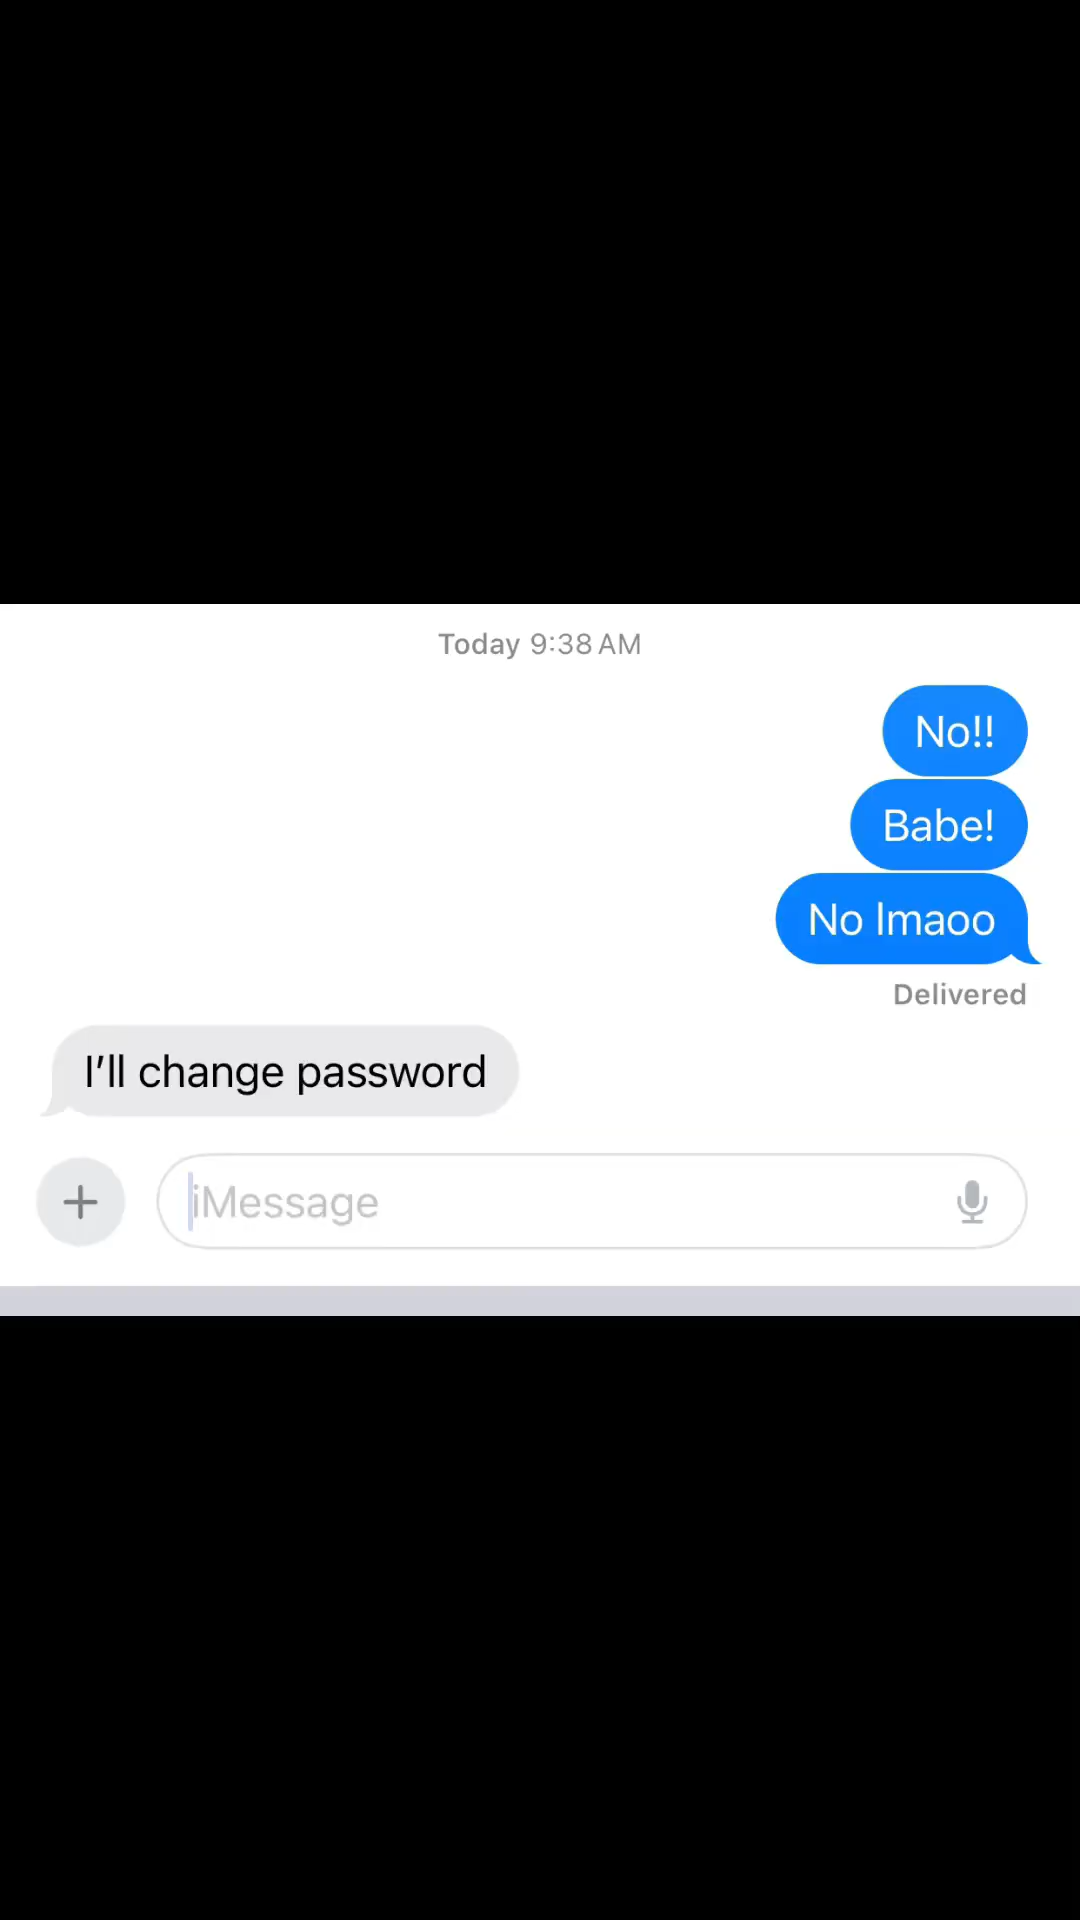 Today 9:38 AM
No!!
Babe!
No lmaoo
Delivered
I’ll change password
iMessage